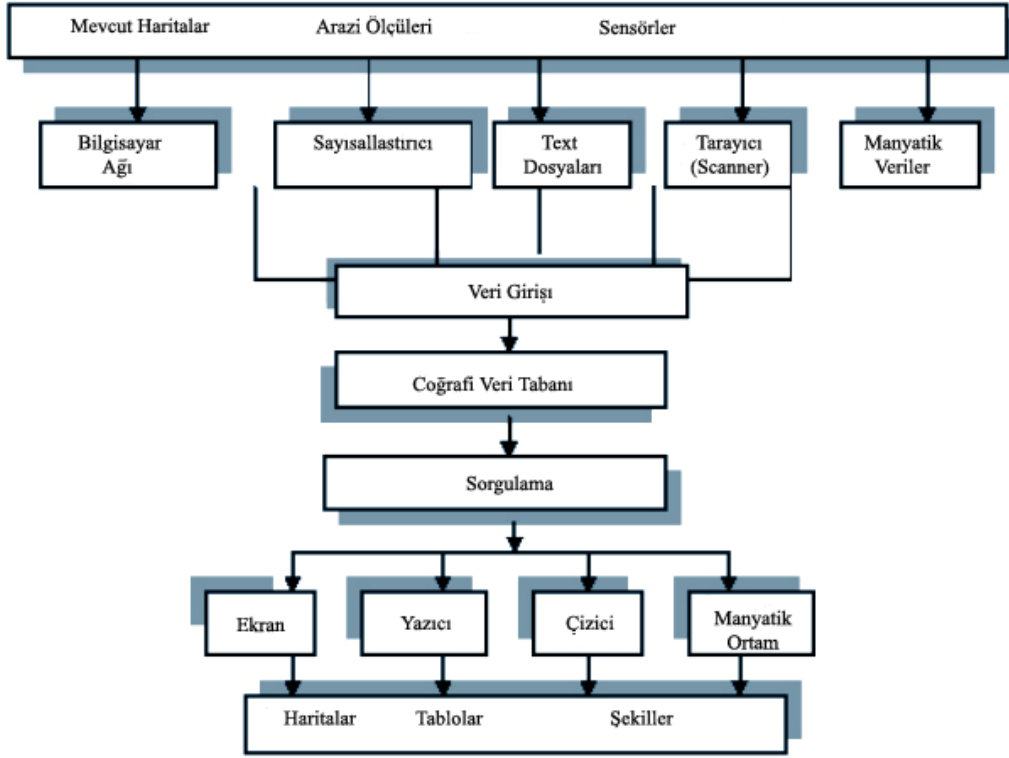 Mevcut Haritalar Arazi Ölçüleri Sensörler
Bilgisayar
Ağı
Sayısallastırıcı
Text
Dosyaları
Tarayıcı
(Scanner)
Manyatik
Veriler
Veri Girişı
Coğrafi Veri Tabanı
Sorgulama
Ekran
Yazıcı
Çizici
Manyatik
Ortam
Haritalar Tablolar Şekiller